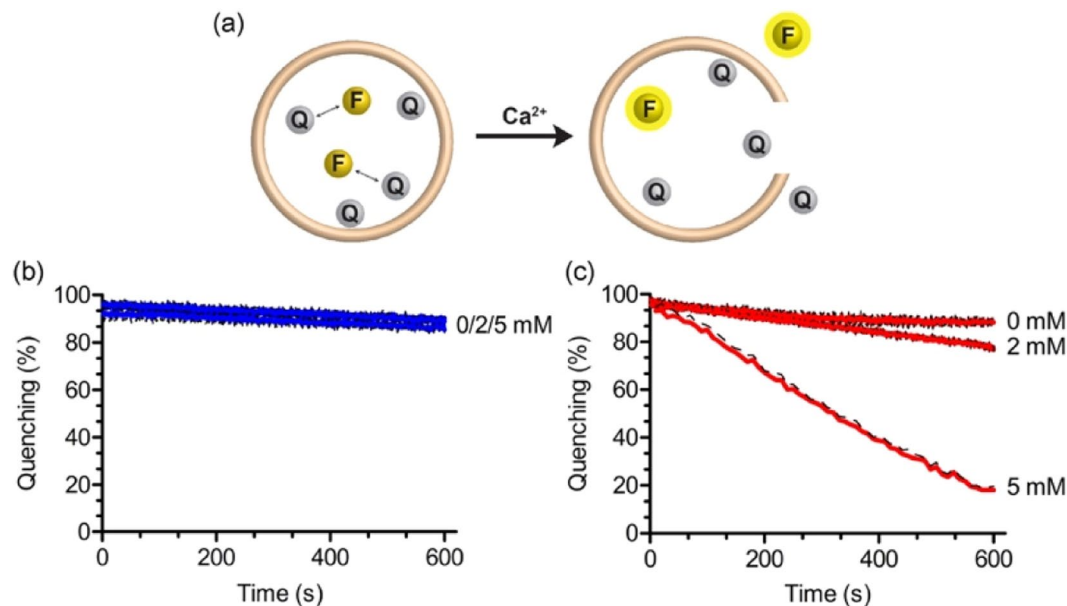 (a)
F
Q F Q
Q
F
Q
Q
Ca²⁺
F
Q
F
Q
Q
Q
(b)
100
80
60
40
20
0
Quenching (%)
0/2/5 mM
0 200 400 600
Time (s)
(c)
100
80
60
40
20
0
Quenching (%)
0 mM
2 mM
5 mM
0 200 400 600
Time (s)